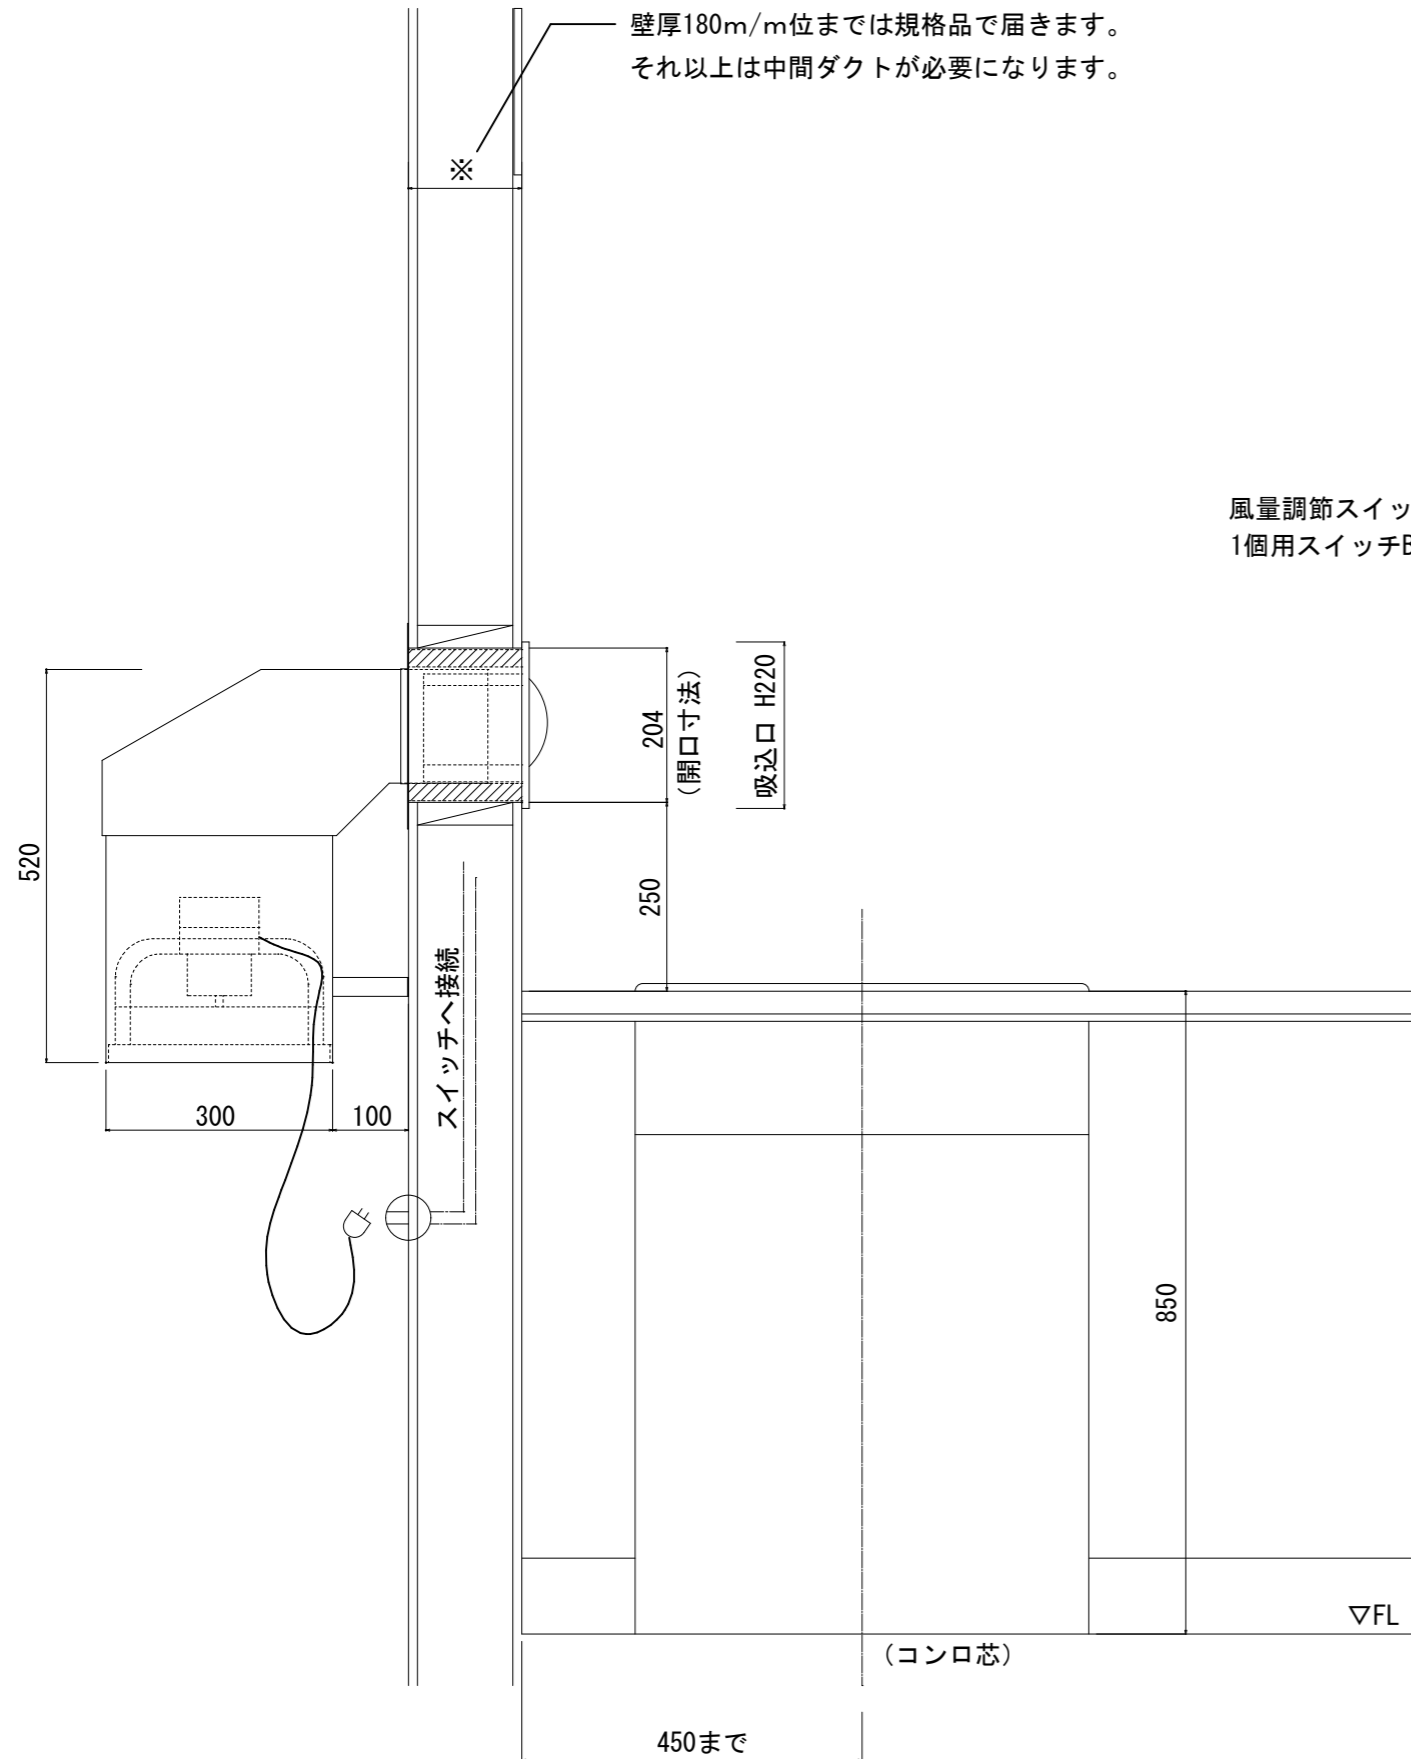 壁厚180m/m位までは規格品で届きます。
それ以上は中間ダクトが必要になります。
※
風量調節スイッ
1個用スイッチB
204
(開口寸法)
吸込口 H220
520
250
スイッチへ接続
300
100
850
▽FL
(コンロ芯)
450まで